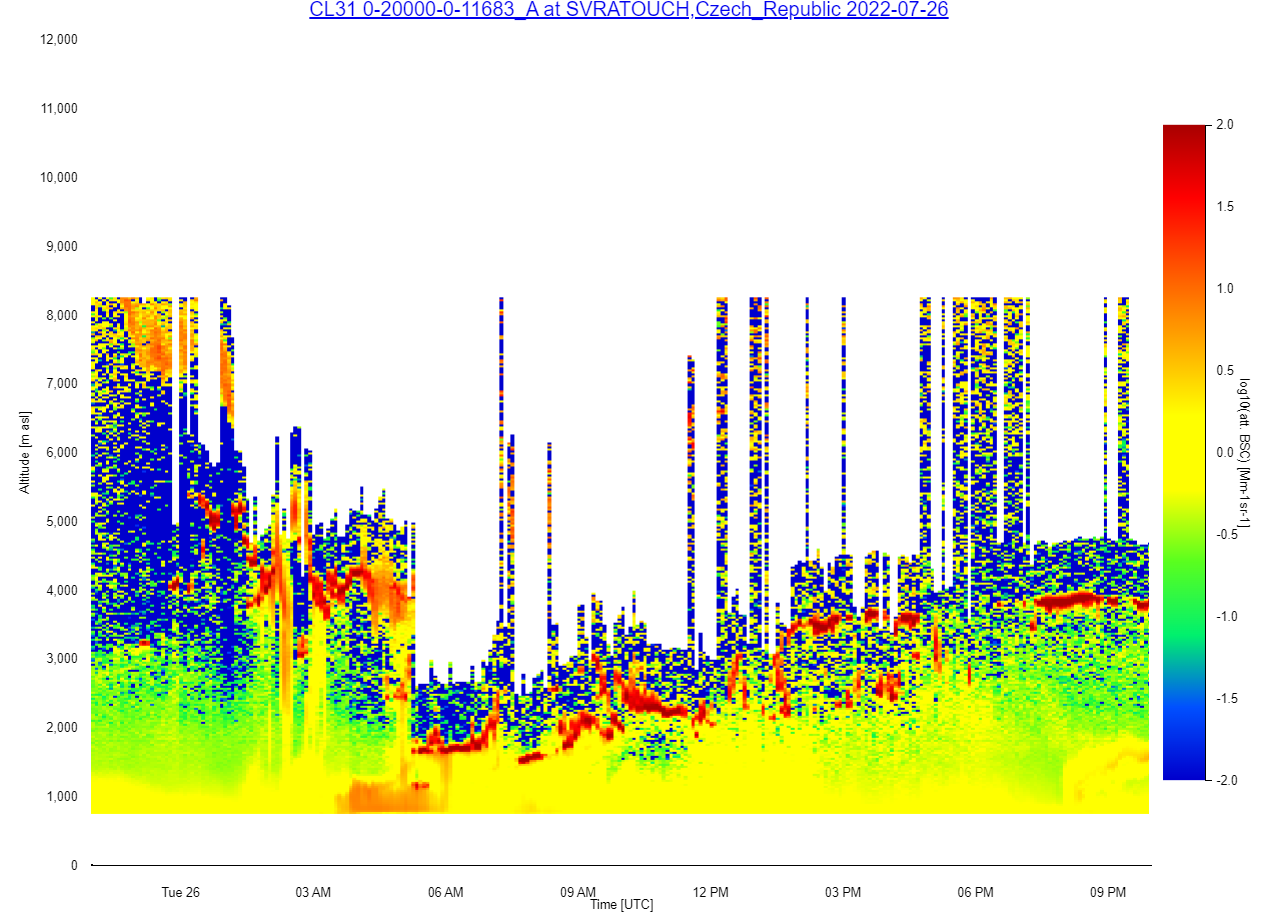 CL31 0-20000-0-11683_A at SVRATOUCH,Czech_Republic 2022-07-26
12,000
11,000
10,000
9,000
8,000
7,000
6,000
5,000
4,000
3,000
2,000
1,000
0
Altitude [m asl]
Tue 26
03 AM
06 AM
09 AM
12 PM
03 PM
06 PM
09 PM
Time [UTC]
2.0
1.5
1.0
0.5
0.0
-0.5
-1.0
-1.5
-2.0
log10(att. BSC) [Mm-1 sr-1]